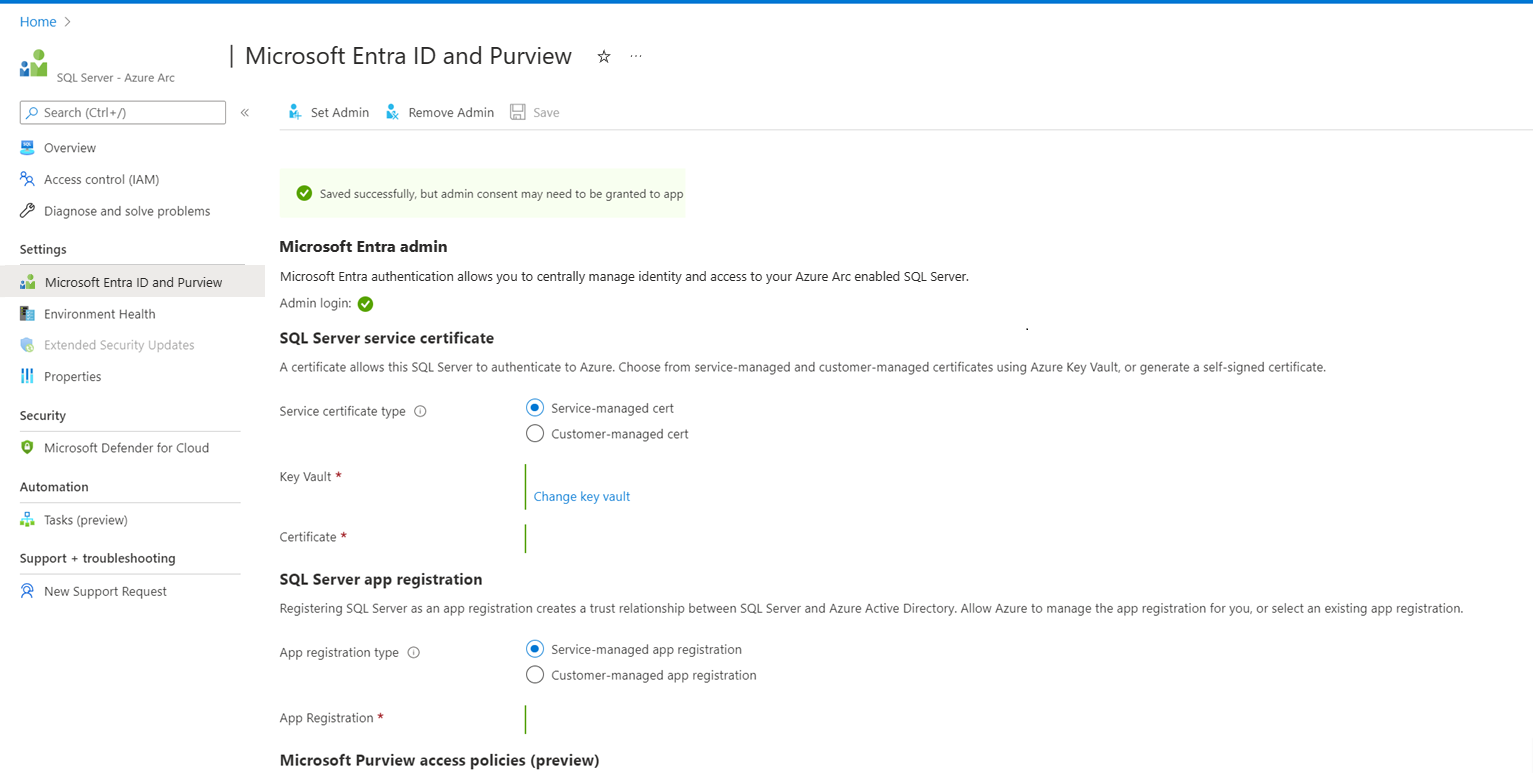 Home
| Microsoft Entra ID and Purview
SQL Server - Azure Arc
Search (Ctrl+/)
Set Admin
Remove Admin
Save
Overview
Access control (IAM)
Diagnose and solve problems
Settings
Microsoft Entra ID and Purview
Environment Health
Extended Security Updates
Properties
Security
Microsoft Defender for Cloud
Automation
Tasks (preview)
Support + troubleshooting
New Support Request
Saved successfully, but admin consent may need to be granted to app
Microsoft Entra admin
Microsoft Entra authentication allows you to centrally manage identity and access to your Azure Arc enabled SQL Server.
Admin login:
SQL Server service certificate
A certificate allows this SQL Server to authenticate to Azure. Choose from service-managed and customer-managed certificates using Azure Key Vault, or generate a self-signed certificate.
Service certificate type
Service-managed cert
Customer-managed cert
Key Vault *
Change key vault
Certificate *
SQL Server app registration
Registering SQL Server as an app registration creates a trust relationship between SQL Server and Azure Active Directory. Allow Azure to manage the app registration for you, or select an existing app registration.
App registration type
Service-managed app registration
Customer-managed app registration
App Registration *
Microsoft Purview access policies (preview)